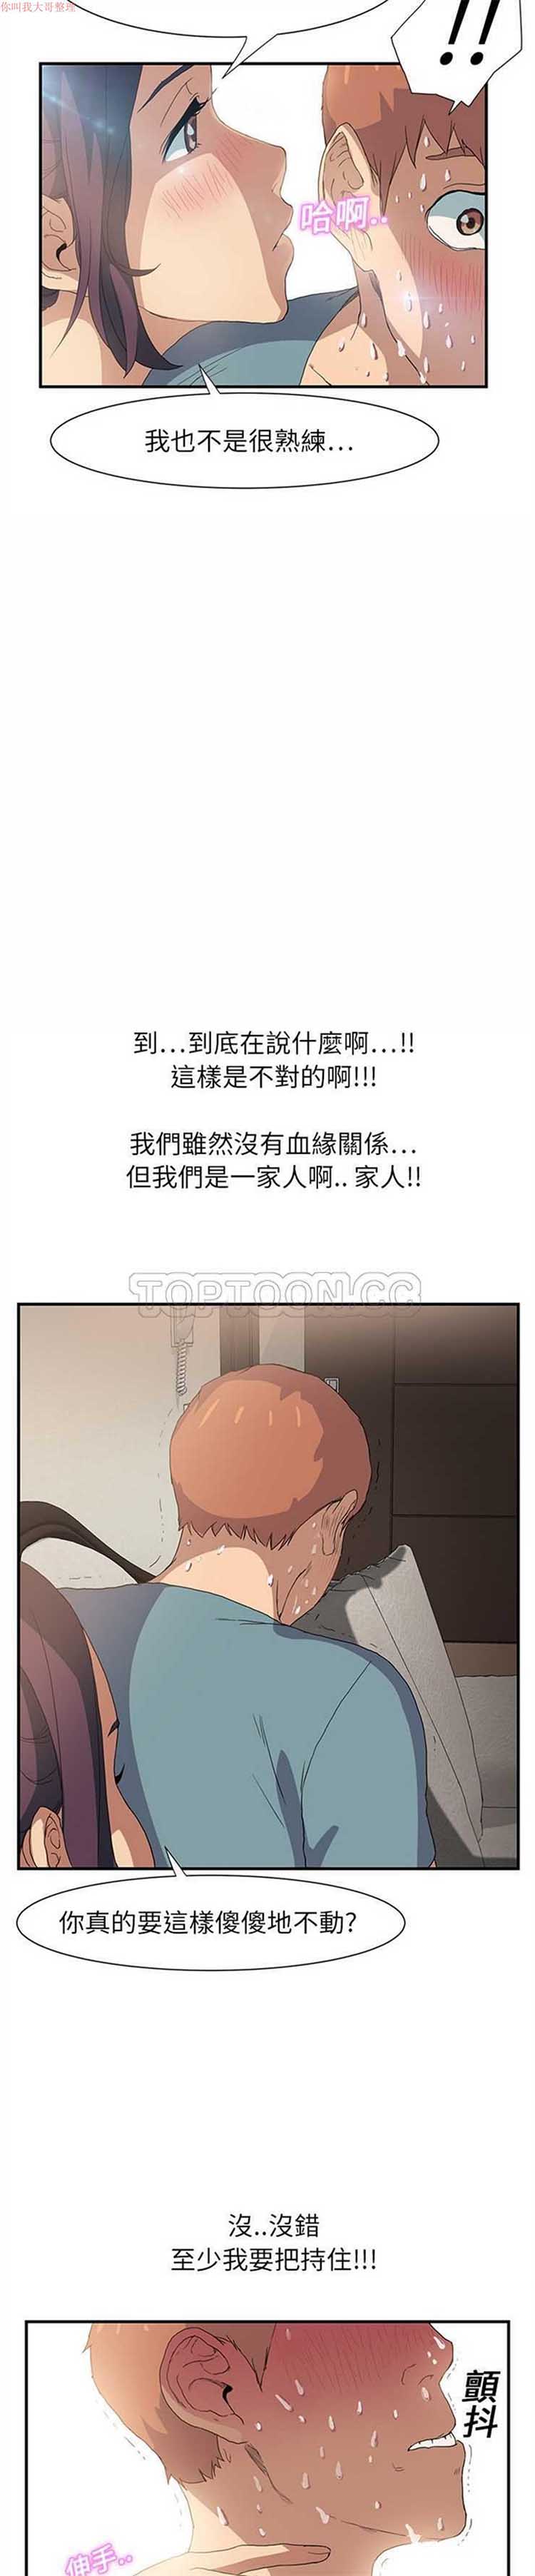 你叫我大哥整理
!!
哈啊..
我也不是很熟練...
到...到底在說什麼啊...!!
這樣是不對的啊!!!
我們雖然沒有血緣關係...
但我們是一家人啊.. 家人!!
TOPTOON.CC
你真的要這樣傻傻地不動?
沒..沒錯
至少我要把持住!!!
顫抖
伸手..